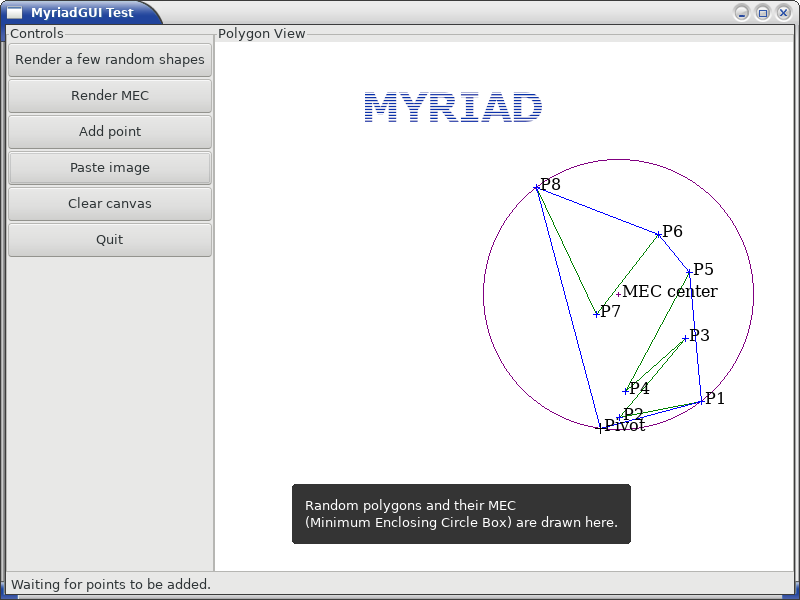 MyriadGUI Test
Controls
Polygon View
Render a few random shapes
Render MEC
Add point
Paste image
Clear canvas
Quit
MYRIAD
P8
P6
P5
MEC center
P7
P3
P4
P1
P2
Pivot
Random polygons and their MEC
(Minimum Enclosing Circle Box) are drawn here.
Waiting for points to be added.